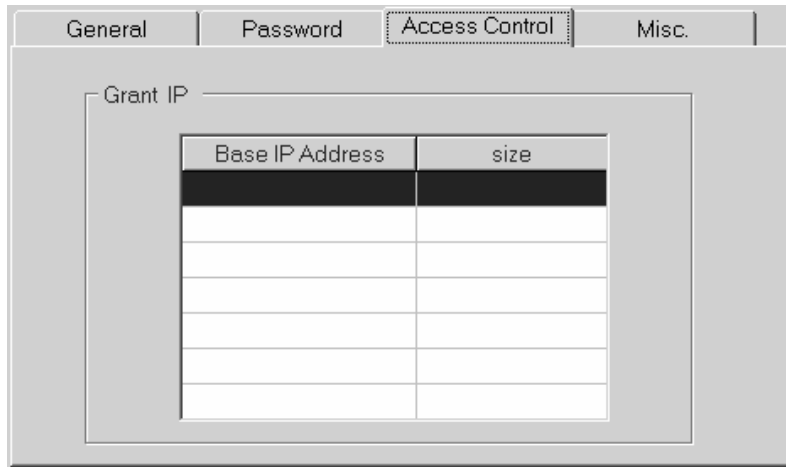 General Password Access Control Misc.
Grant IP
Base IP Address size